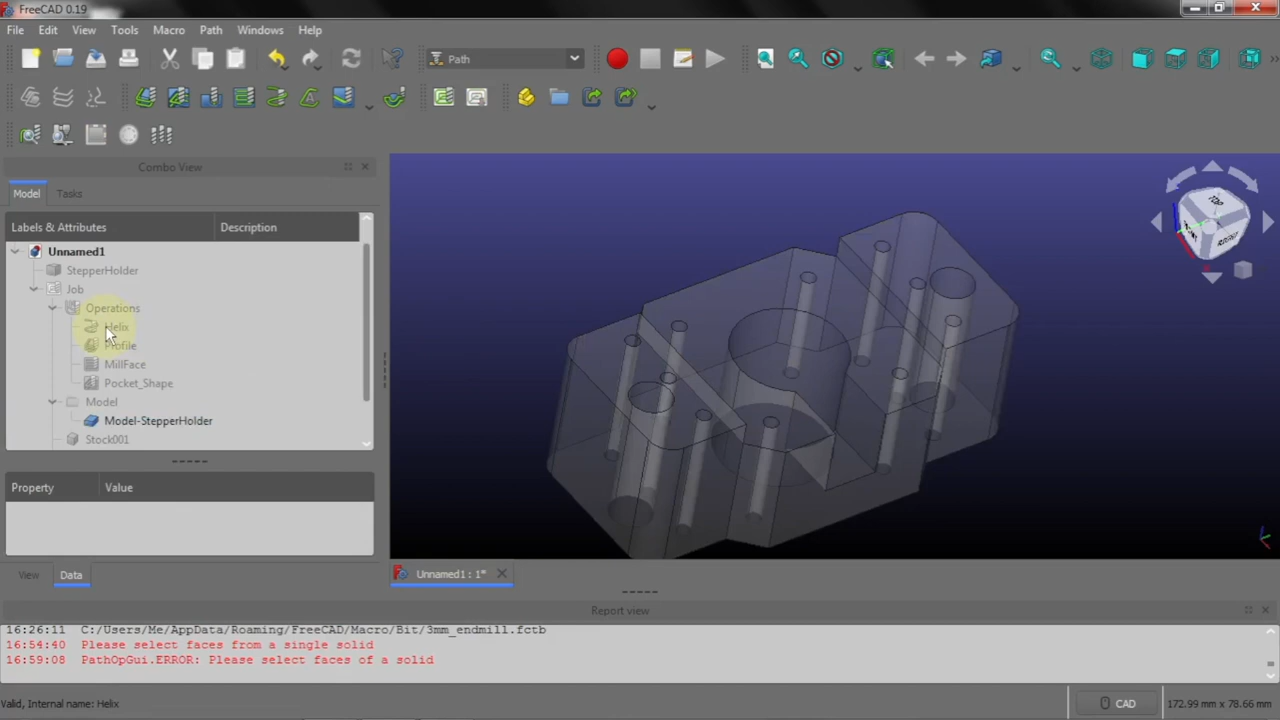 FreeCAD 0.19
File Edit View Tools Macro Path Windows Help
Path
Combo View
Model Tasks
Labels & Attributes Description
Unnamed1
StepperHolder
Job
Operations
Helix
Profile
MillFace
Pocket_Shape
Model
Model-StepperHolder
Stock001
Property Value
View Data
TOP
FRONT
RIGHT
Unnamed1 : 1*
Report view
16:26:11 C:/Users/Me/AppData/Roaming/FreeCAD/Macro/Bit/3mm_endmill.fctb
16:54:40 Please select faces from a single solid
16:59:08 PathOpGui.ERROR: Please select faces of a solid
Valid, Internal name: Helix
CAD
172.99 mm x 78.66 mm